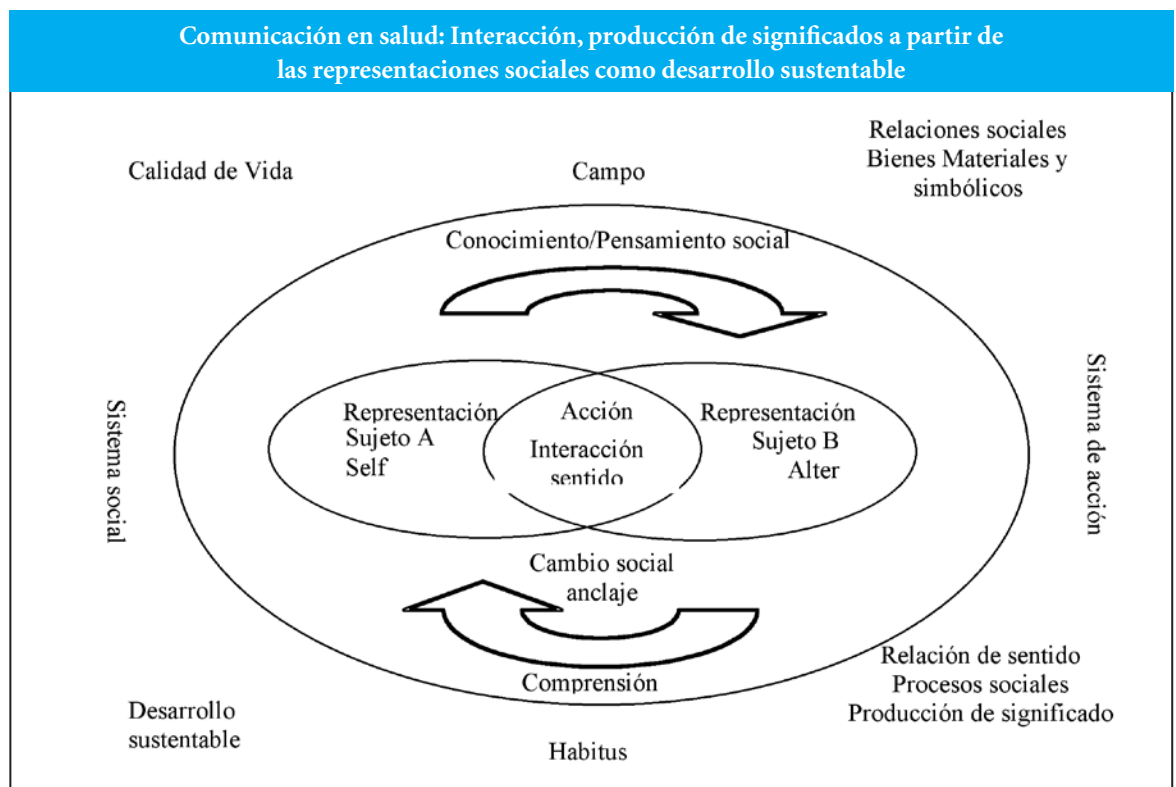 Comunicación en salud: Interacción, producción de significados a partir de
las representaciones sociales como desarrollo sustentable
Calidad de Vida
Campo
Relaciones sociales
Bienes Materiales y
simbólicos
Conocimiento/Pensamiento social
Sistema social
Representación
Sujeto A
Self
Acción
Interacción
sentido
Representación
Sujeto B
Alter
Sistema de acción
Cambio social
anclaje
Comprensión
Desarrollo
sustentable
Habitus
Relación de sentido
Procesos sociales
Producción de significado